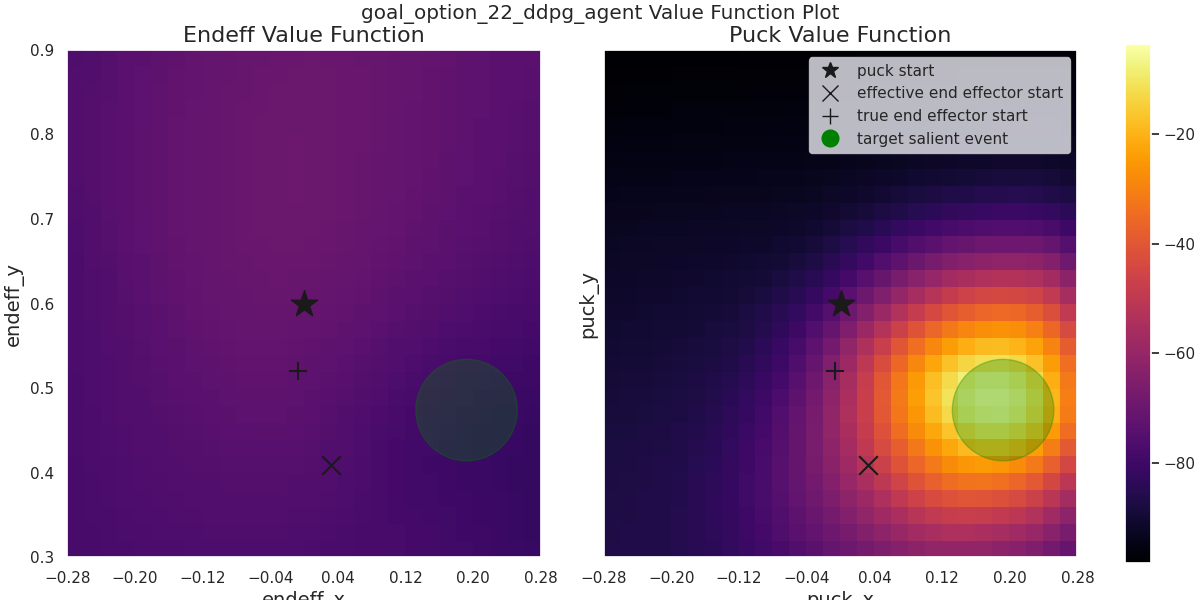 goal_option_22_ddpg_agent Value Function Plot
Endeff Value Function
Puck Value Function
0.9
0.8
0.7
0.6
0.5
0.4
0.3
endeff_y
−0.28 −0.20 −0.12 −0.04 0.04 0.12 0.20 0.28
endeff_x
puck start
effective end effector start
true end effector start
target salient event
puck_y
−0.28 −0.20 −0.12 −0.04 0.04 0.12 0.20 0.28
puck_x
−20
−40
−60
−80